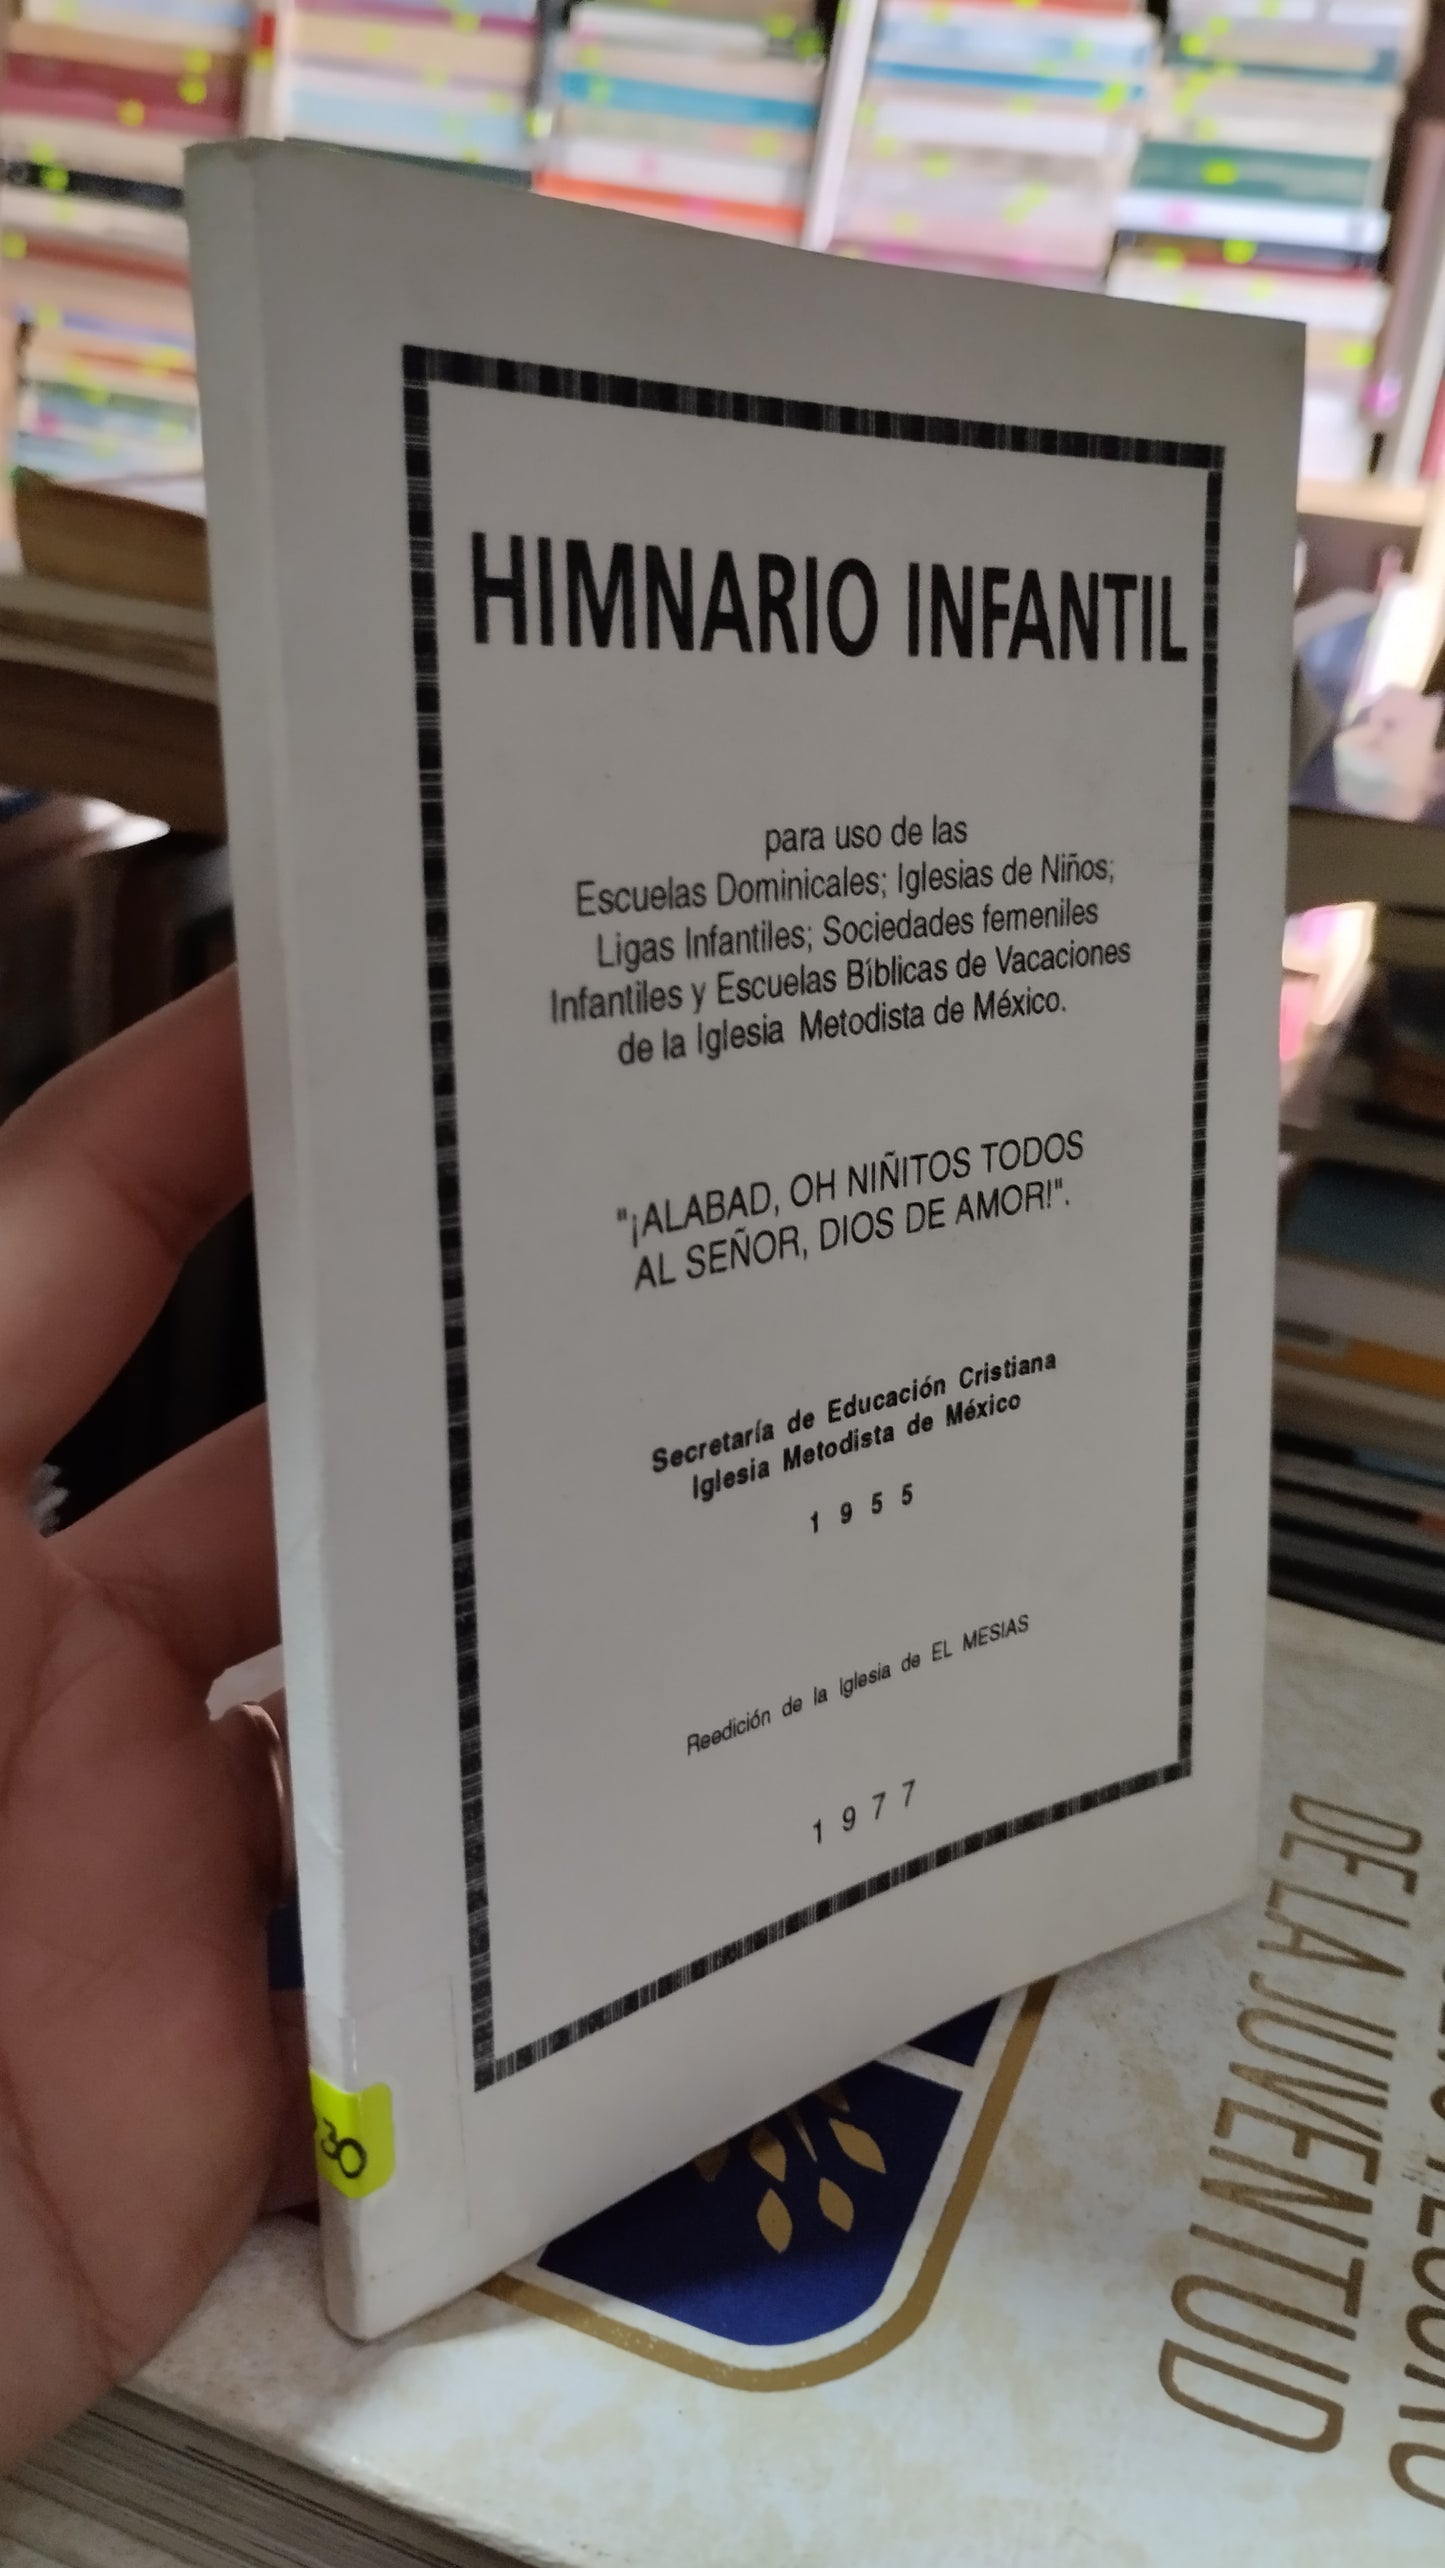 HIMNARIO INFANTIL
para uso de las
Escuelas Dominicales; Iglesias de Niños;
Ligas Infantiles; Sociedades femeniles
Infantiles y Escuelas Bíblicas de Vacaciones
de la Iglesia Metodista de México.
"¡ALABAD, OH NIÑITOS TODOS
AL SEÑOR, DIOS DE AMOR!".
Secretaría de Educación Cristiana
Iglesia Metodista de México
1 9 5 5
Reedición de la Iglesia de EL MESIAS
1 9 7 7
30
DE LA JUVENTUD